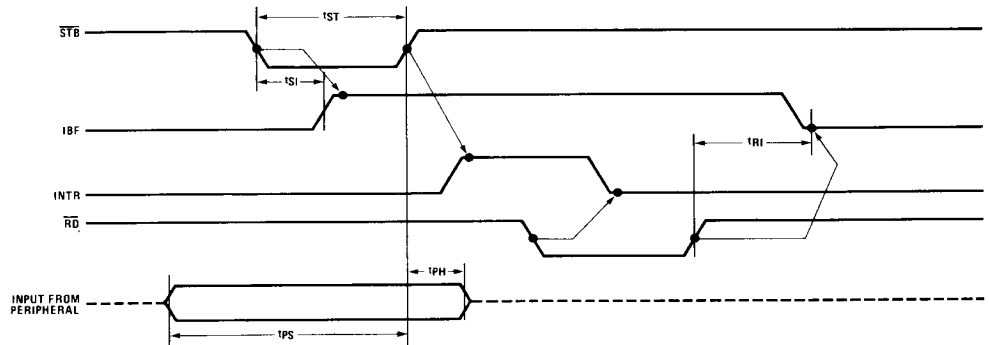 tST
STB
tSI
IBF
tRI
INTR
RD
tPH
INPUT FROM
PERIPHERAL
tPS